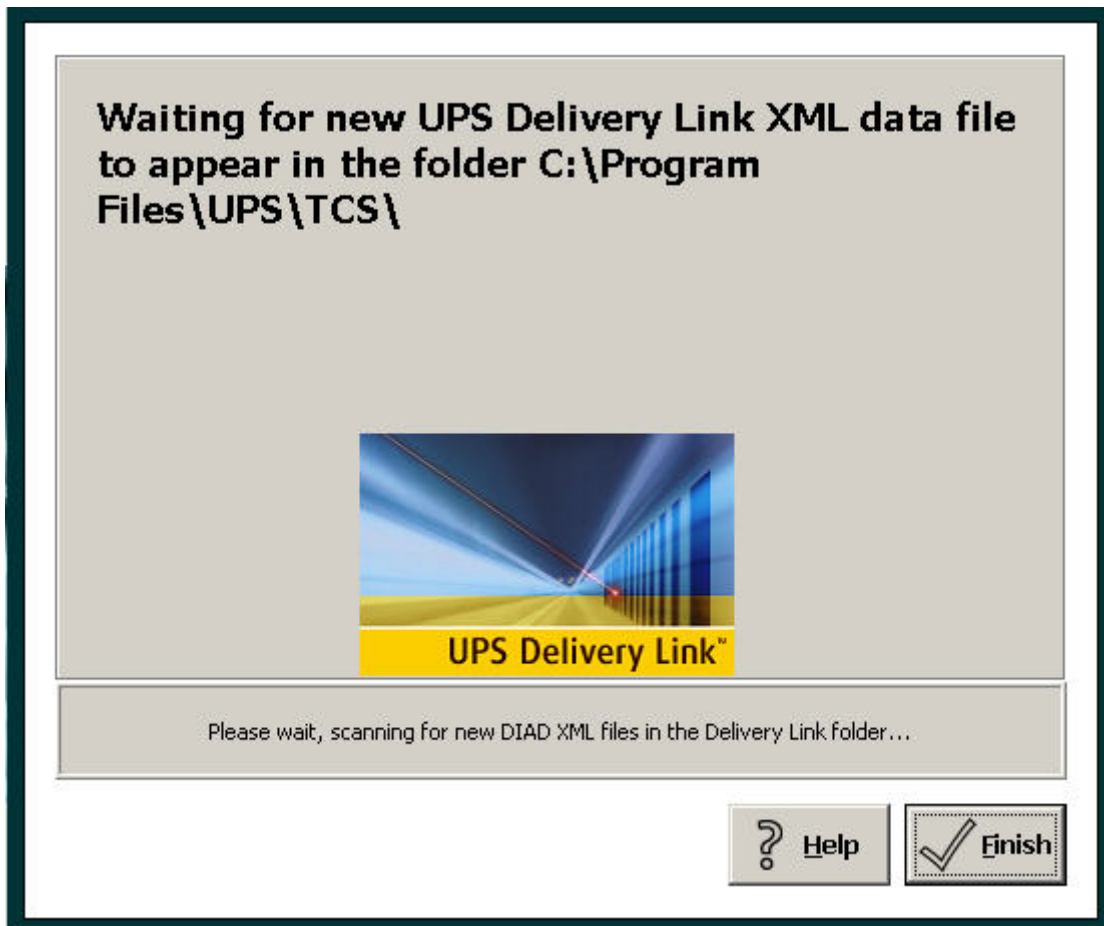 Waiting for new UPS Delivery Link XML data file
to appear in the folder C:\Program
Files\UPS\TCS\
UPS Delivery Link™
Please wait, scanning for new DIAD XML files in the Delivery Link folder...
Help
Finish